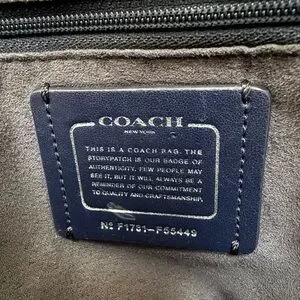 COACH
NEW YORK
THIS IS A COACH BAG. THE
STORYPATCH IS OUR BADGE OF
AUTHENTICITY. FEW PEOPLE MAY
SEE IT, BUT IT WILL ALWAYS BE A
REMINDER OF OUR COMMITMENT
TO QUALITY AND CRAFTSMANSHIP.
Nº F1781-F55449